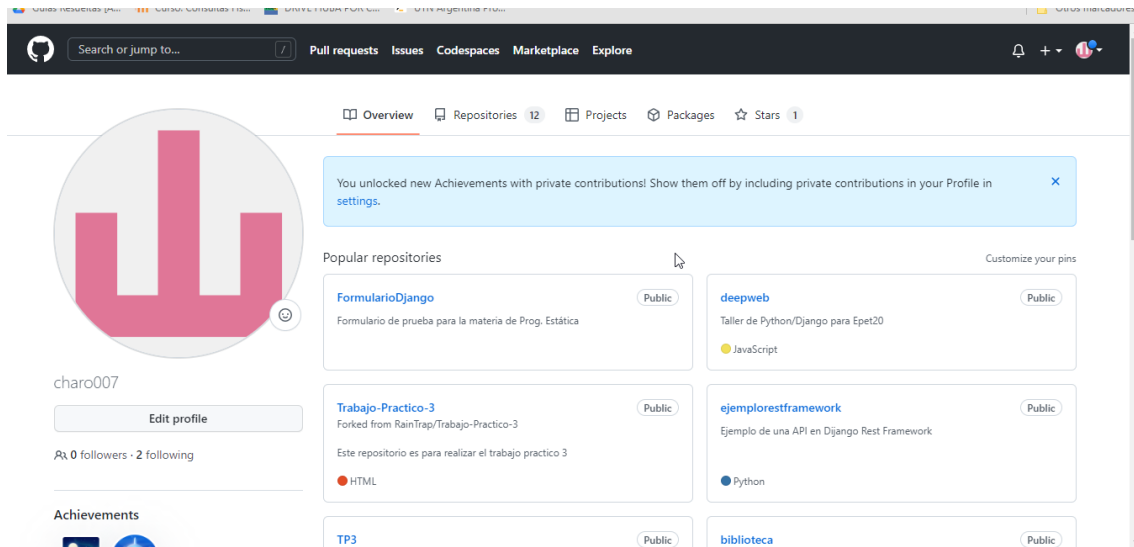 Search or jump to...
/
Pull requests Issues Codespaces Marketplace Explore
Overview Repositories 12 Projects Packages Stars 1
You unlocked new Achievements with private contributions! Show them off by including private contributions in your Profile in
settings.
Popular repositories
Customize your pins
FormularioDjango
Public
Formulario de prueba para la materia de Prog. Estática
deepweb
Public
Taller de Python/Django para Epet20
JavaScript
charo007
Edit profile
0 followers · 2 following
Trabajo-Practico-3
Public
Forked from RainTrap/Trabajo-Practico-3
Este repositorio es para realizar el trabajo practico 3
HTML
ejemplorestframework
Public
Ejemplo de una API en Dijango Rest Framework
Python
Achievements
TP3
Public
biblioteca
Public